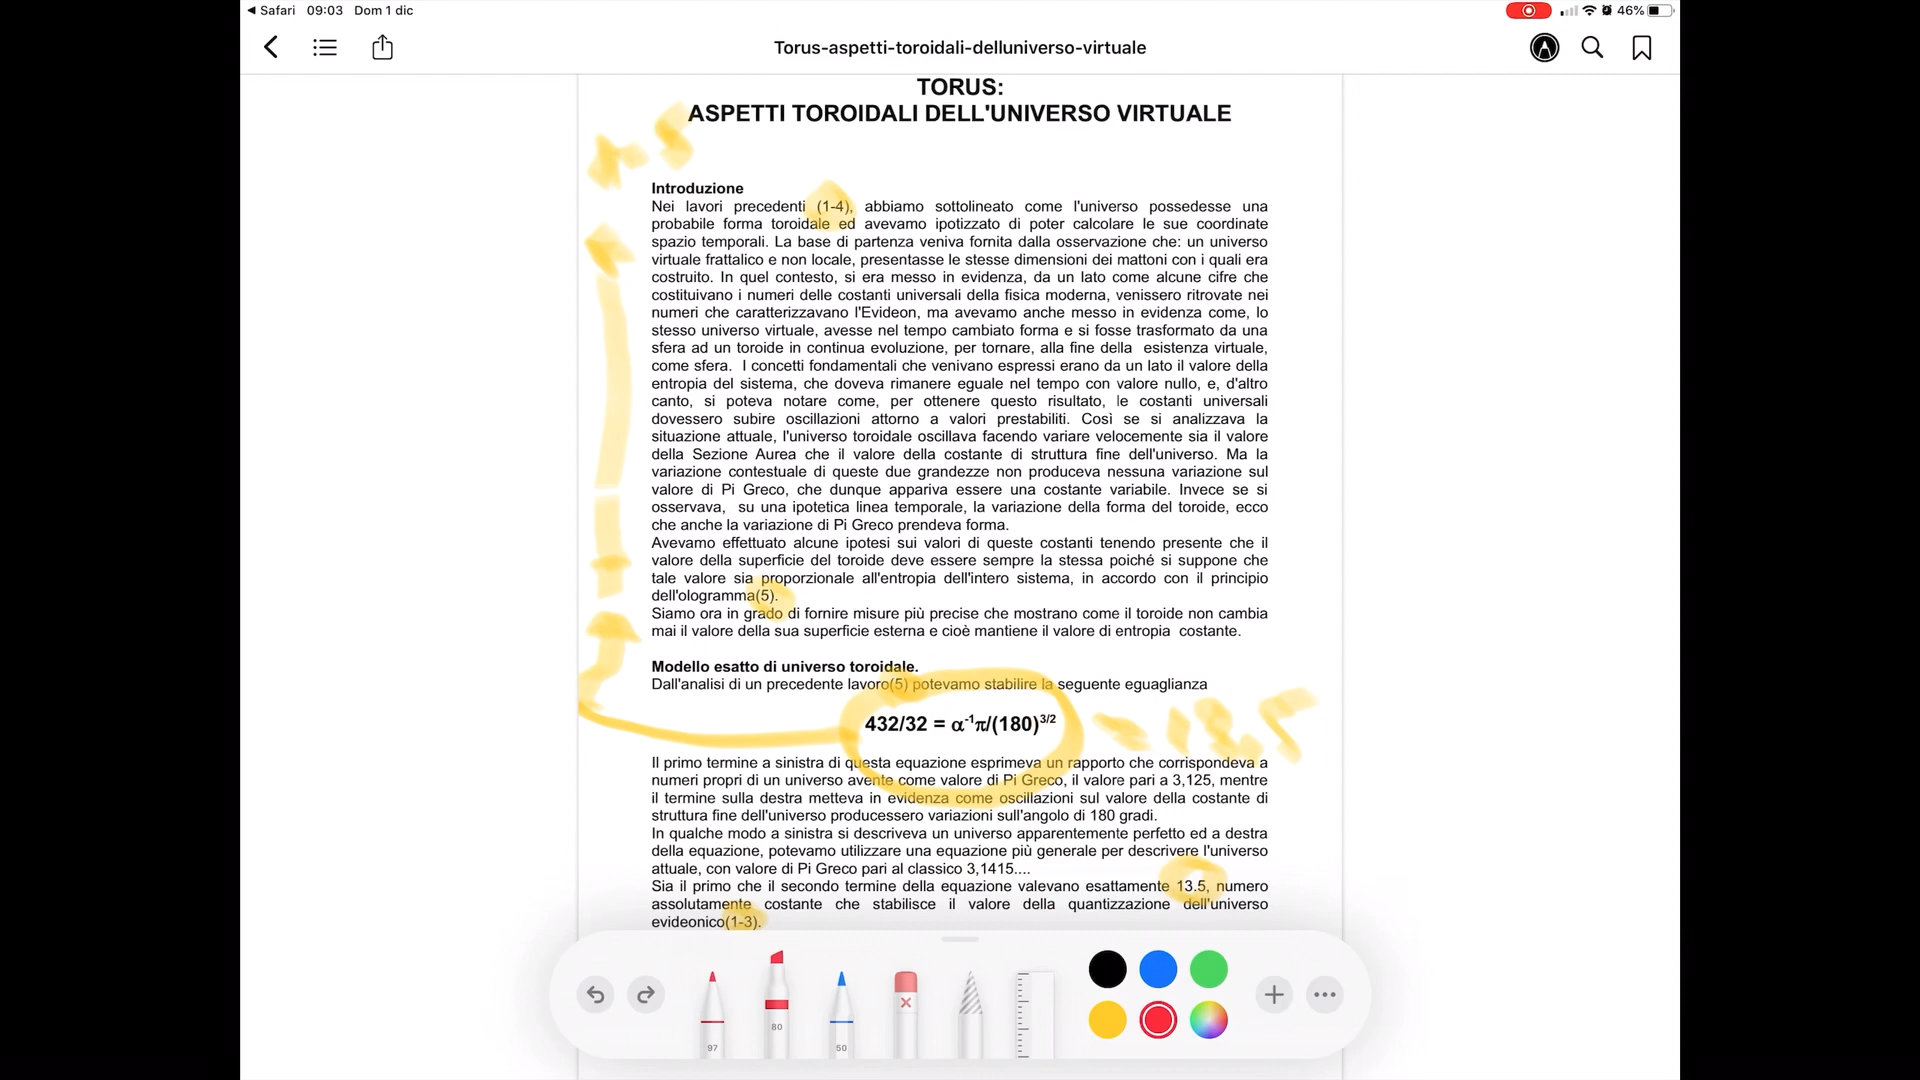 Safari 09:03 Dom 1 dic
46%
Torus-aspetti-toroidali-delluniverso-virtuale
TORUS:
ASPETTI TOROIDALI DELL'UNIVERSO VIRTUALE
Introduzione
Nei lavori precedenti (1-4), abbiamo sottolineato come l'universo possedesse una
probabile forma toroidale ed avevamo ipotizzato di poter calcolare le sue coordinate
spazio temporali. La base di partenza veniva fornita dalla osservazione che: un universo
virtuale frattalico e non locale, presentasse le stesse dimensioni dei mattoni con i quali era
costruito. In quel contesto, si era messo in evidenza, da un lato come alcune cifre che
costituivano i numeri delle costanti universali della fisica moderna, venissero ritrovate nei
numeri che caratterizzavano l'Evideon, ma avevamo anche messo in evidenza come, lo
stesso universo virtuale, avesse nel tempo cambiato forma e si fosse trasformato da una
sfera ad un toroide in continua evoluzione, per tornare, alla fine della esistenza virtuale,
come sfera. I concetti fondamentali che venivano espressi erano da un lato il valore della
entropia del sistema, che doveva rimanere eguale nel tempo con valore nullo, e, d'altro
canto, si poteva notare come, per ottenere questo risultato, le costanti universali
dovessero subire oscillazioni attorno a valori prestabiliti. Così se si analizzava la
situazione attuale, l'universo toroidale oscillava facendo variare velocemente sia il valore
della Sezione Aurea che il valore della costante di struttura fine dell'universo. Ma la
variazione contestuale di queste due grandezze non produceva nessuna variazione sul
valore di Pi Greco, che dunque appariva essere una costante variabile. Invece se si
osservava, su una ipotetica linea temporale, la variazione della forma del toroide, ecco
che anche la variazione di Pi Greco prendeva forma.
Avevamo effettuato alcune ipotesi sui valori di queste costanti tenendo presente che il
valore della superficie del toroide deve essere sempre la stessa poiché si suppone che
tale valore sia proporzionale all'entropia dell'intero sistema, in accordo con il principio
dell'ologramma(5).
Siamo ora in grado di fornire misure più precise che mostrano come il toroide non cambia
mai il valore della sua superficie esterna e cioè mantiene il valore di entropia costante.
Modello esatto di universo toroidale.
Dall'analisi di un precedente lavoro(5) potevamo stabilire la seguente eguaglianza
432/32 = α⁻¹π/(180)³ᐟ²
Il primo termine a sinistra di questa equazione esprimeva un rapporto che corrispondeva a
numeri propri di un universo avente come valore di Pi Greco, il valore pari a 3,125, mentre
il termine sulla destra metteva in evidenza come oscillazioni sul valore della costante di
struttura fine dell'universo producessero variazioni sull'angolo di 180 gradi.
In qualche modo a sinistra si descriveva un universo apparentemente perfetto ed a destra
della equazione, potevamo utilizzare una equazione più generale per descrivere l'universo
attuale, con valore di Pi Greco pari al classico 3,1415....
Sia il primo che il secondo termine della equazione valevano esattamente 13.5, numero
assolutamente costante che stabilisce il valore della quantizzazione dell'universo
evideonico(1-3).
97
80
50